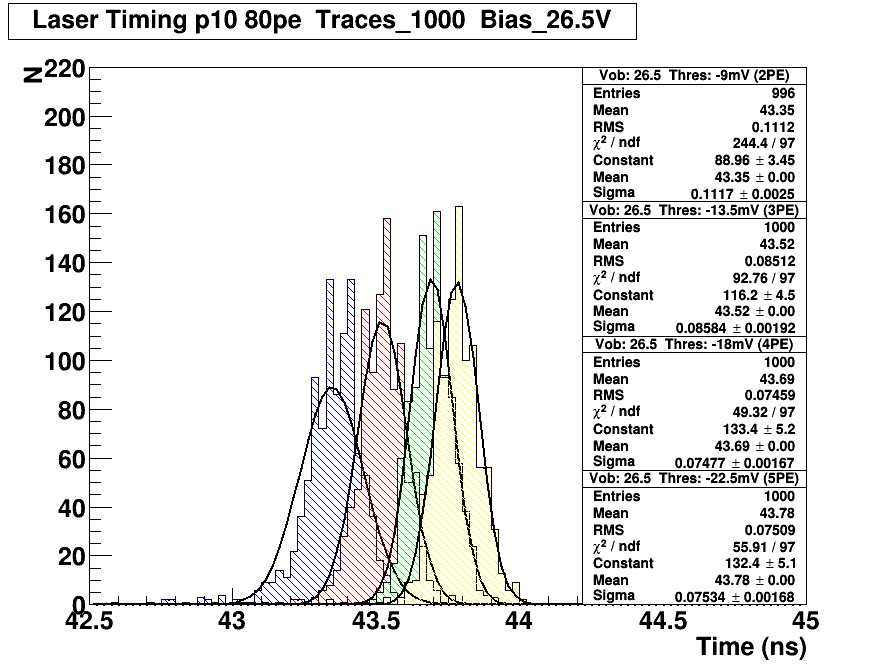 Laser Timing p10 80pe  Traces_1000  Bias_26.5V
N
220
200
180
160
140
120
100
80
60
40
20
0
42.5 43 43.5 44 44.5 45
Time (ns)
Vob: 26.5  Thres: -9mV (2PE)
Entries 996
Mean 43.35
RMS 0.1112
χ² / ndf 244.4 / 97
Constant 88.96 ± 3.45
Mean 43.35 ± 0.00
Sigma 0.1117 ± 0.0025
Vob: 26.5  Thres: -13.5mV (3PE)
Entries 1000
Mean 43.52
RMS 0.08512
χ² / ndf 92.76 / 97
Constant 116.2 ± 4.5
Mean 43.52 ± 0.00
Sigma 0.08584 ± 0.00192
Vob: 26.5  Thres: -18mV (4PE)
Entries 1000
Mean 43.69
RMS 0.07459
χ² / ndf 49.32 / 97
Constant 133.4 ± 5.2
Mean 43.69 ± 0.00
Sigma 0.07477 ± 0.00167
Vob: 26.5  Thres: -22.5mV (5PE)
Entries 1000
Mean 43.78
RMS 0.07509
χ² / ndf 55.91 / 97
Constant 132.4 ± 5.1
Mean 43.78 ± 0.00
Sigma 0.07534 ± 0.00168